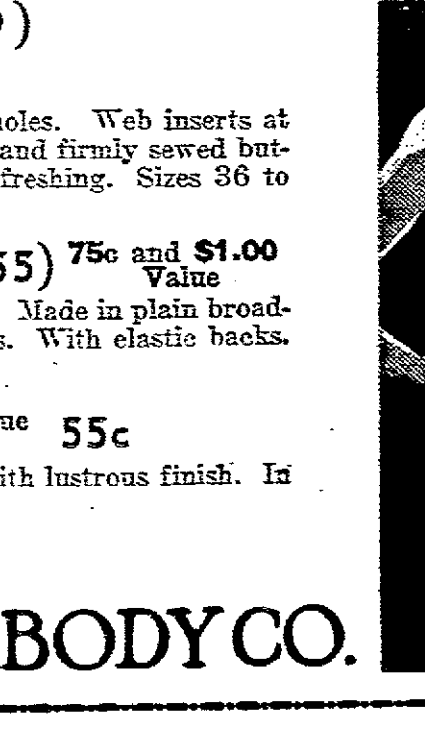 )
oles. Web inserts at
and firmly sewed but-
freshing. Sizes 36 to
55) 75c and $1.00
Value
Made in plain broad-
s. With elastic backs.
ue 55c
ith lustrous finish. In
BODY CO.